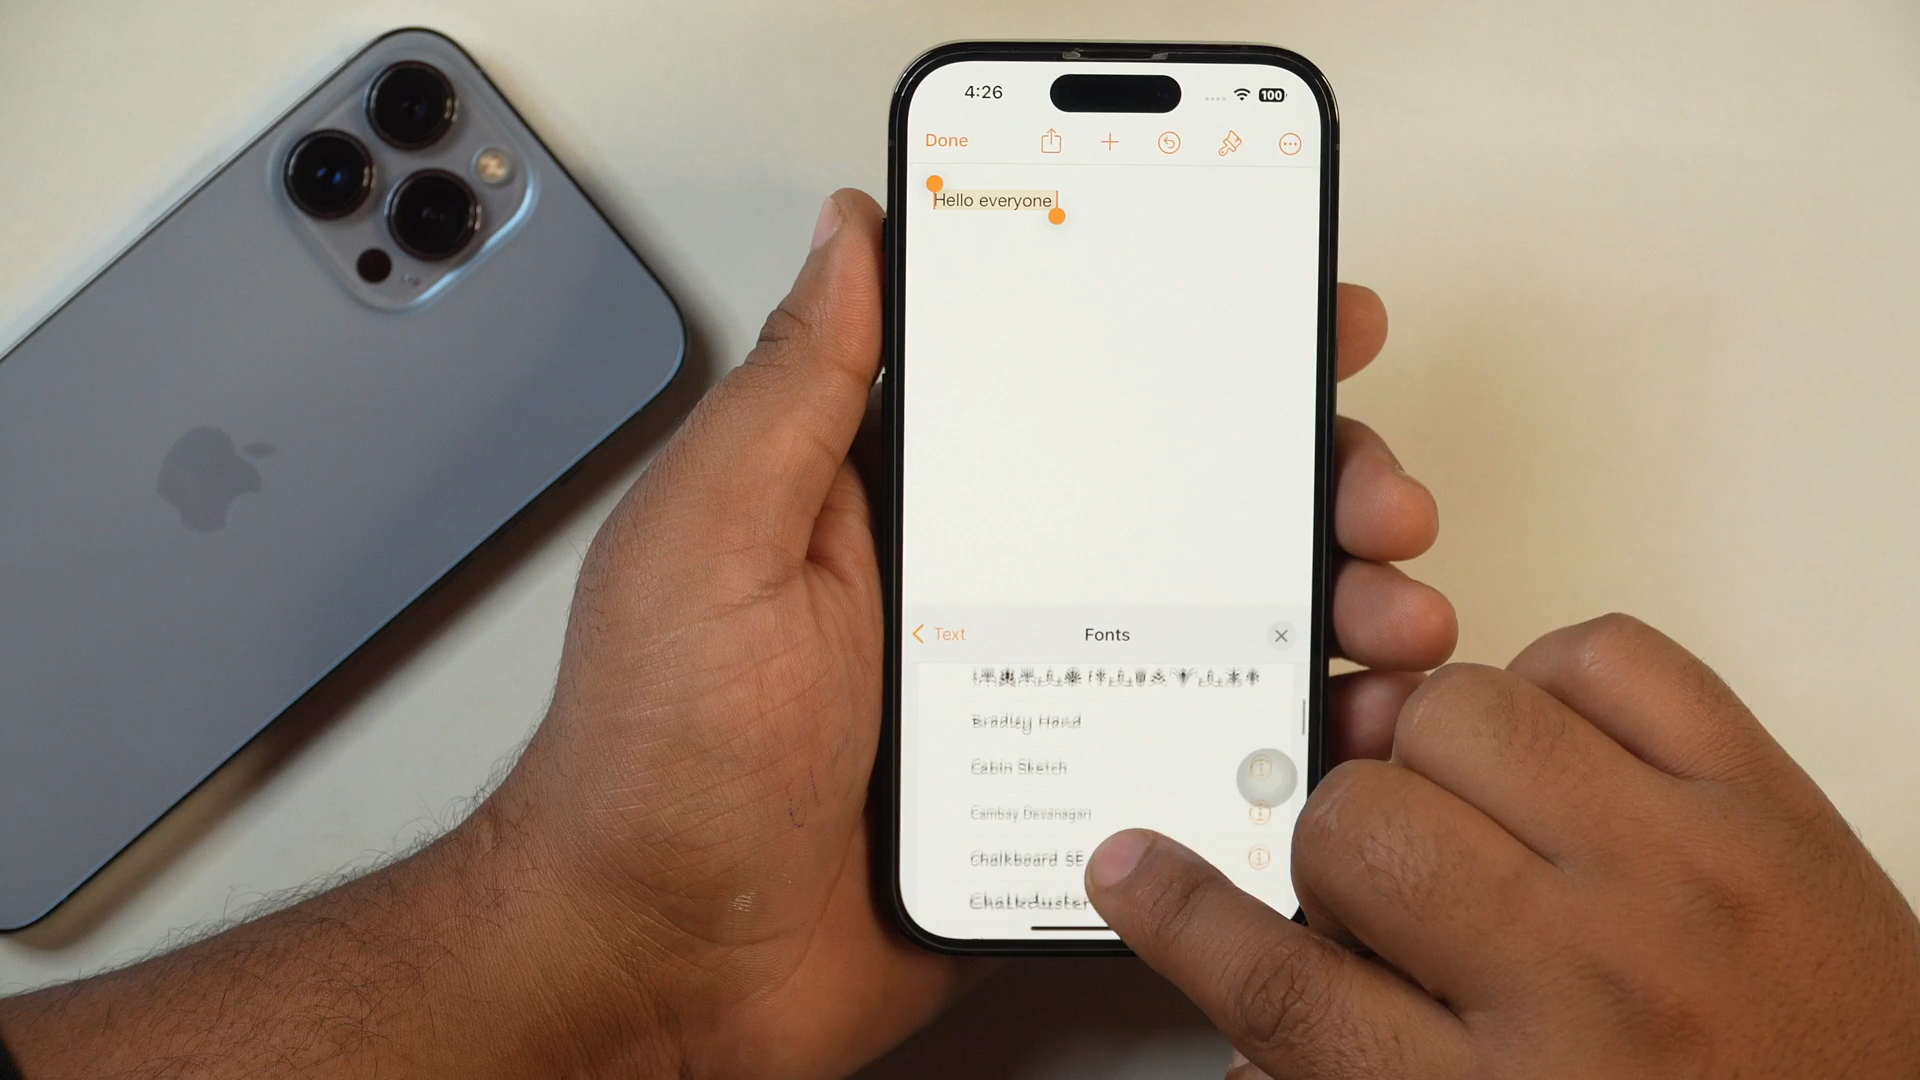 4:26
100
Done
Hello everyone
Text
Fonts
Bradley Hand
Cabin Sketch
Cambay Devanagari
Chalkboard SE
Chalkduster